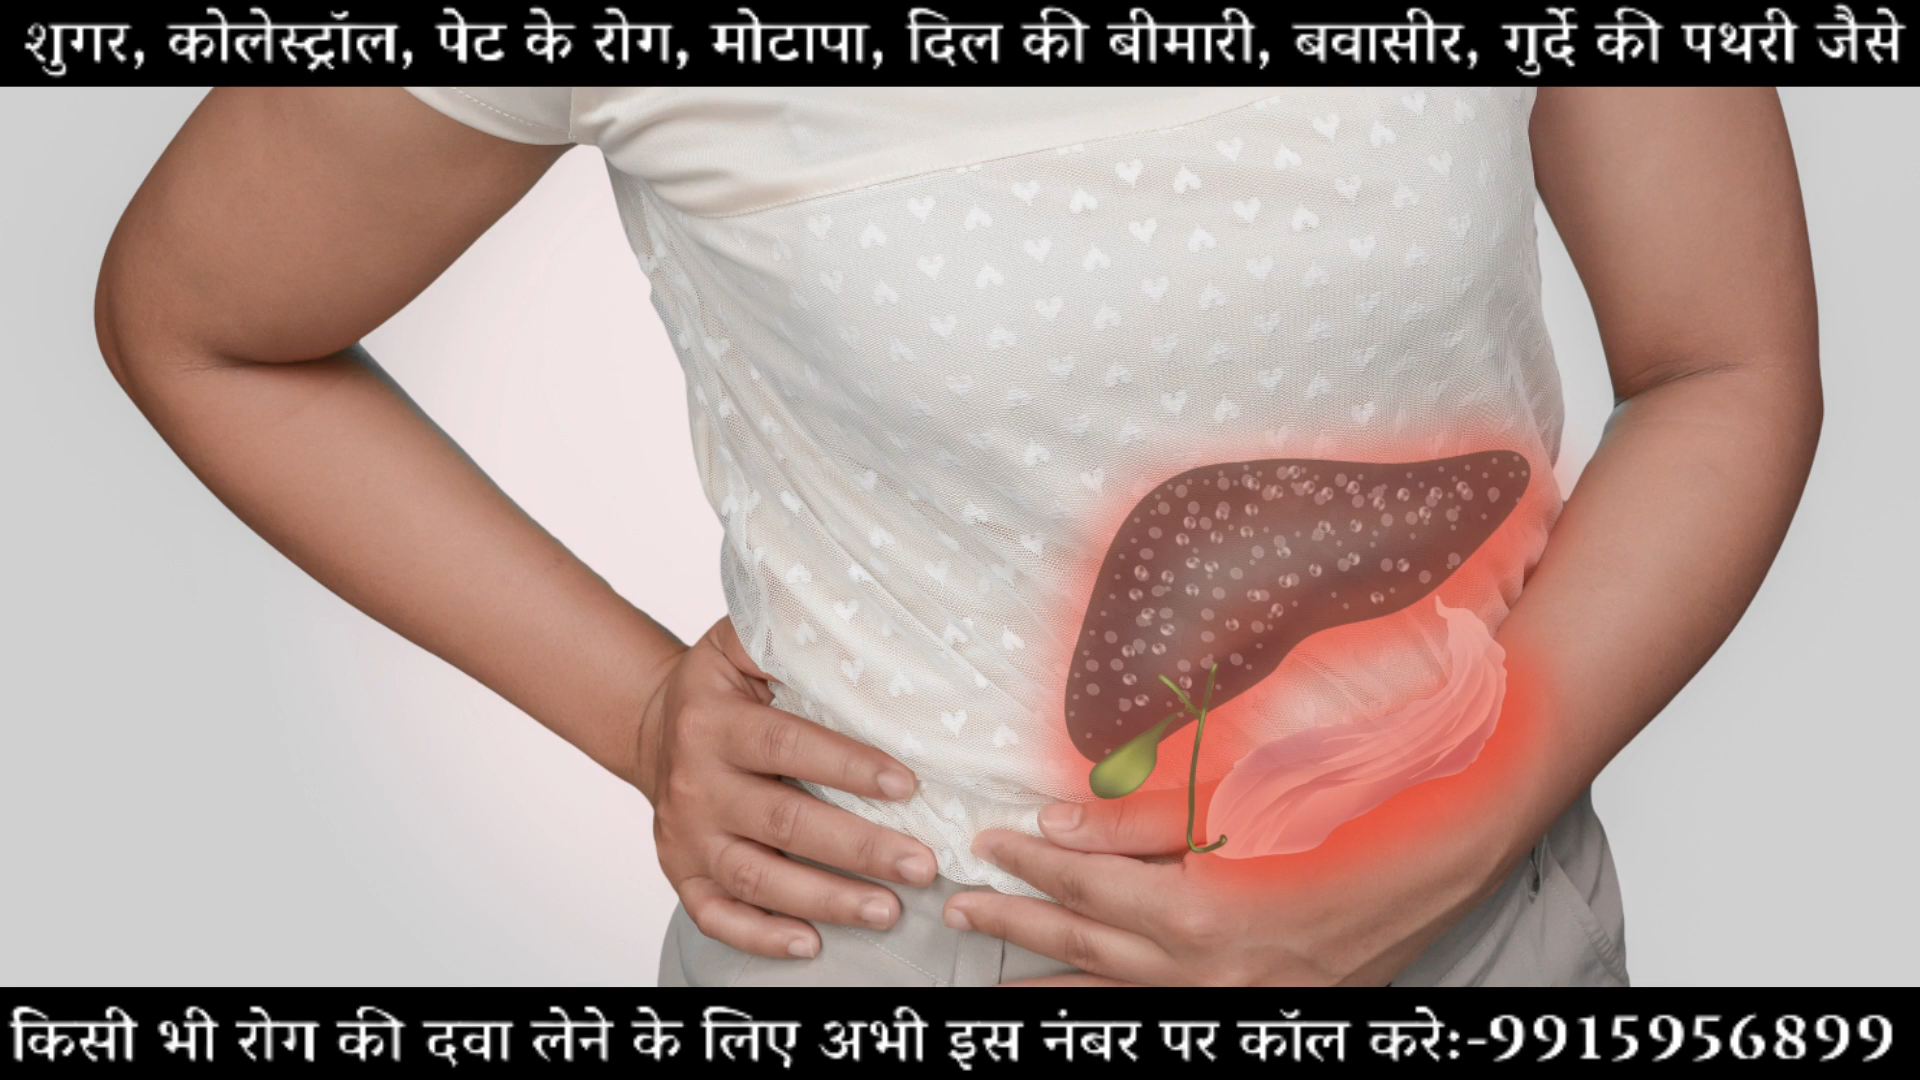 शुगर, कोलेस्ट्रॉल, पेट के रोग, मोटापा, दिल की बीमारी, बवासीर, गुर्दे की पथरी जैसे
किसी भी रोग की दवा लेने के लिए अभी इस नंबर पर कॉल करे:-9915956899